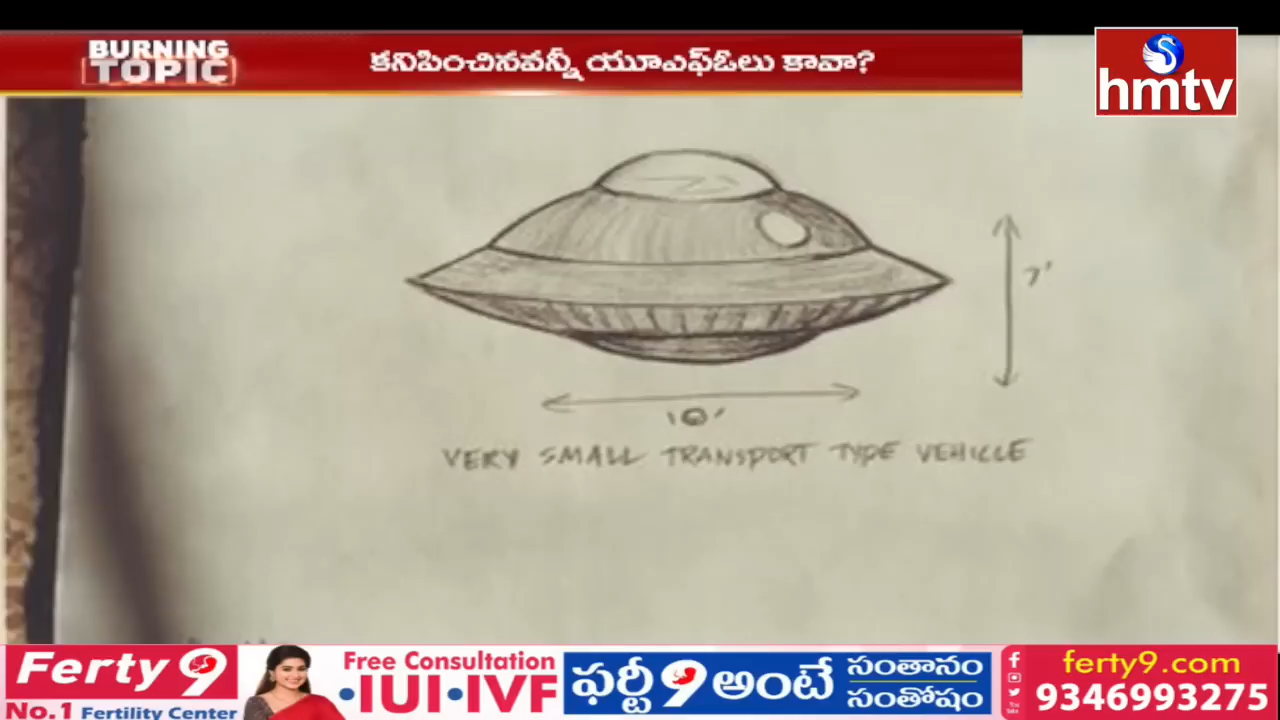 BURNING
TOPIC
కనిపించినవన్నీ యూఎఫ్ఓలు కావా?
hmtv
7'
10'
VERY SMALL TRANSPORT TYPE VEHICLE
Ferty 9
No.1 Fertility Center
Free Consultation
•IUI•IVF
ఫర్టీ 9 అంటే
సంతానం
సంతోషం
ferty9.com
9346993275